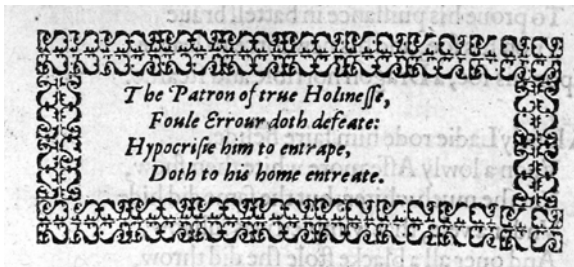 The Patron of true Holineſſe,
Foule Errour doth defeate:
Hypocriſie him to entrape,
Doth to his home entreate.